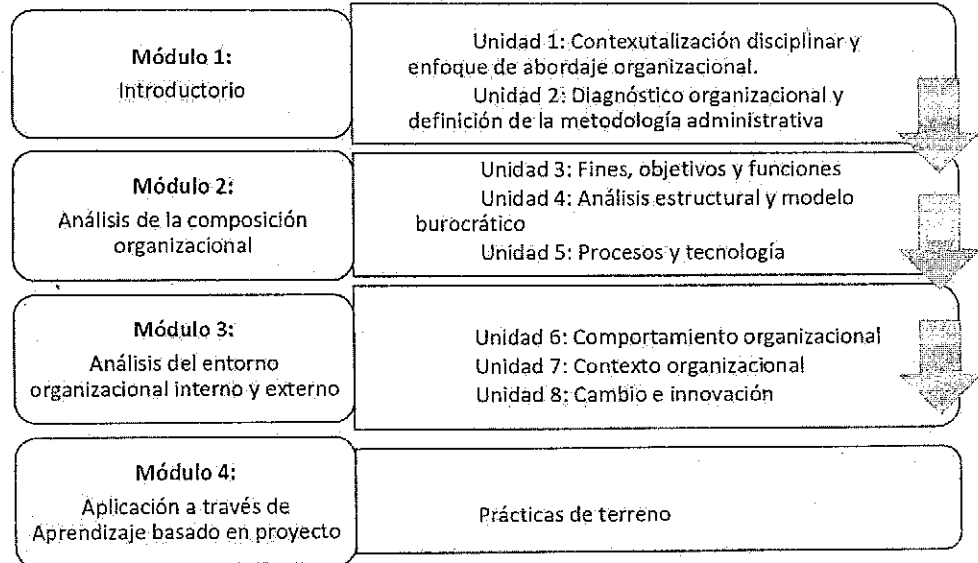 Módulo 1:
Introductorio
Unidad 1: Contexutalización disciplinar y
enfoque de abordaje organizacional.
Unidad 2: Diagnóstico organizacional y
definición de la metodología administrativa
Módulo 2:
Análisis de la composición
organizacional
Unidad 3: Fines, objetivos y funciones
Unidad 4: Análisis estructural y modelo
burocrático
Unidad 5: Procesos y tecnología
Módulo 3:
Análisis del entorno
organizacional interno y externo
Unidad 6: Comportamiento organizacional
Unidad 7: Contexto organizacional
Unidad 8: Cambio e innovación
Módulo 4:
Aplicación a través de
Aprendizaje basado en proyecto
Prácticas de terreno